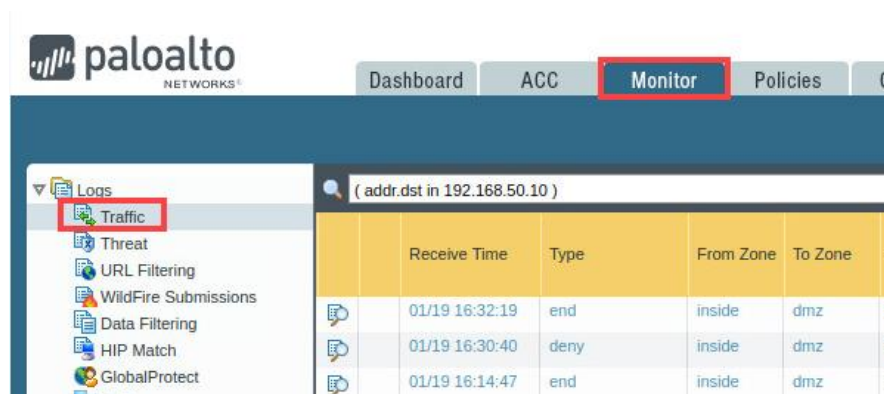 paloalto
NETWORKS
Dashboard ACC Monitor Policies
Logs
Traffic
Threat
URL Filtering
WildFire Submissions
Data Filtering
HIP Match
GlobalProtect
( addr.dst in 192.168.50.10 )
Receive Time Type From Zone To Zone
01/19 16:32:19 end inside dmz
01/19 16:30:40 deny inside dmz
01/19 16:14:47 end inside dmz